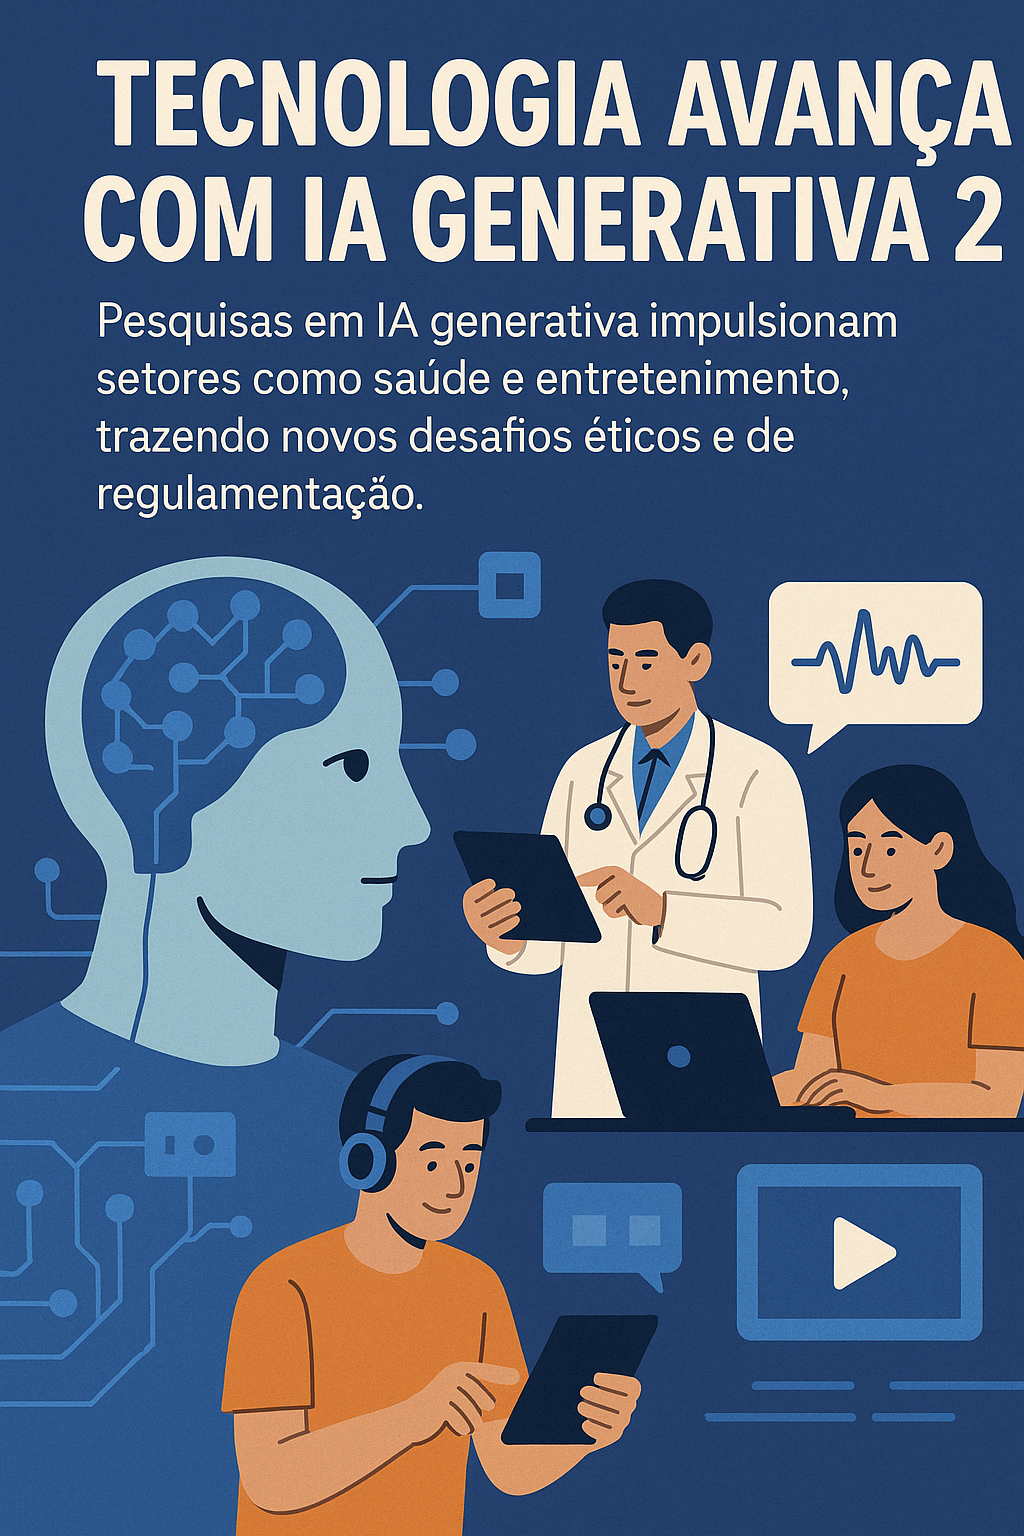 TECNOLOGIA AVANÇA
COM IA GENERATIVA 2
Pesquisas em IA generativa impulsionam
setores como saúde e entretenimento,
trazendo novos desafios éticos e de
regulamentação.